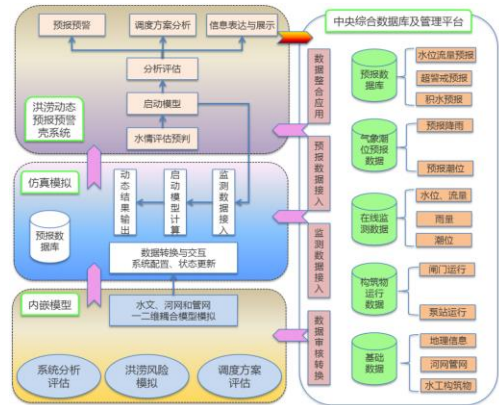 预报预警
调度方案分析
信息表达与展示
分析评估
启动模型
水情评估预判
洪涝动态
预报预警
壳系统
仿真模拟
预报数
据库
动态结果输出
启动模型计算
监测数据接入
数据转换与交互
系统配置、状态更新
内嵌模型
水文、河网和管网
一二维耦合模型模拟
系统分析
评估
洪涝风险
模拟
调度方案
评估
数据整合应用
预报数据接入
监测数据接入
数据审核转换
中央综合数据库及管理平台
预报数
据库
水位流量预报
超警戒预报
积水预报
气象潮
位预报
数据
预报降雨
预报潮位
在线监
测数据
水位、流量
雨量
潮位
构筑物
运行数
据
闸门运行
泵站运行
基础
数据
地理信息
河网管网
水工构筑物